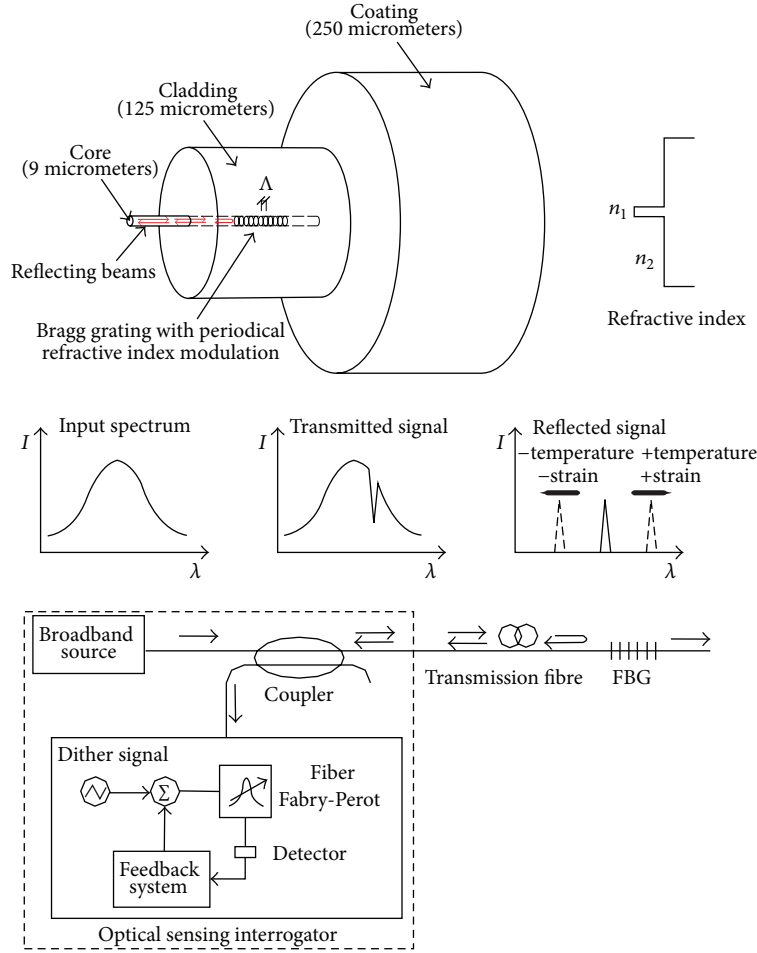 Coating
(250 micrometers)
Cladding
(125 micrometers)
Core
(9 micrometers)
Λ
Reflecting beams
Bragg grating with periodical
refractive index modulation
n1
n2
Refractive index
I
Input spectrum
λ
I
Transmitted signal
λ
I
Reflected signal
−temperature
−strain
+temperature
+strain
λ
Broadband
source
Coupler
Transmission fibre
FBG
Dither signal
Σ
Fiber
Fabry-Perot
Detector
Feedback
system
Optical sensing interrogator